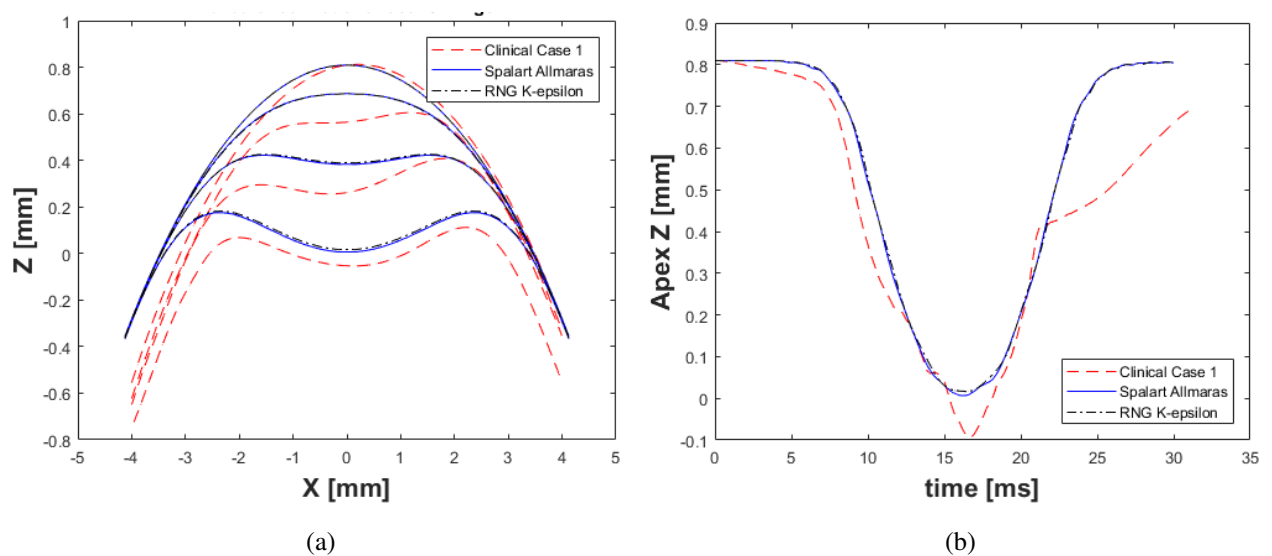 1
0.8
0.6
0.4
0.2
0
-0.2
-0.4
-0.6
-0.8
-5 -4 -3 -2 -1 0 1 2 3 4 5
Z [mm]
X [mm]
Clinical Case 1
Spalart Allmaras
RNG K-epsilon
(a)
0.9
0.8
0.7
0.6
0.5
0.4
0.3
0.2
0.1
0
-0.1
0 5 10 15 20 25 30 35
Apex Z [mm]
time [ms]
Clinical Case 1
Spalart Allmaras
RNG K-epsilon
(b)